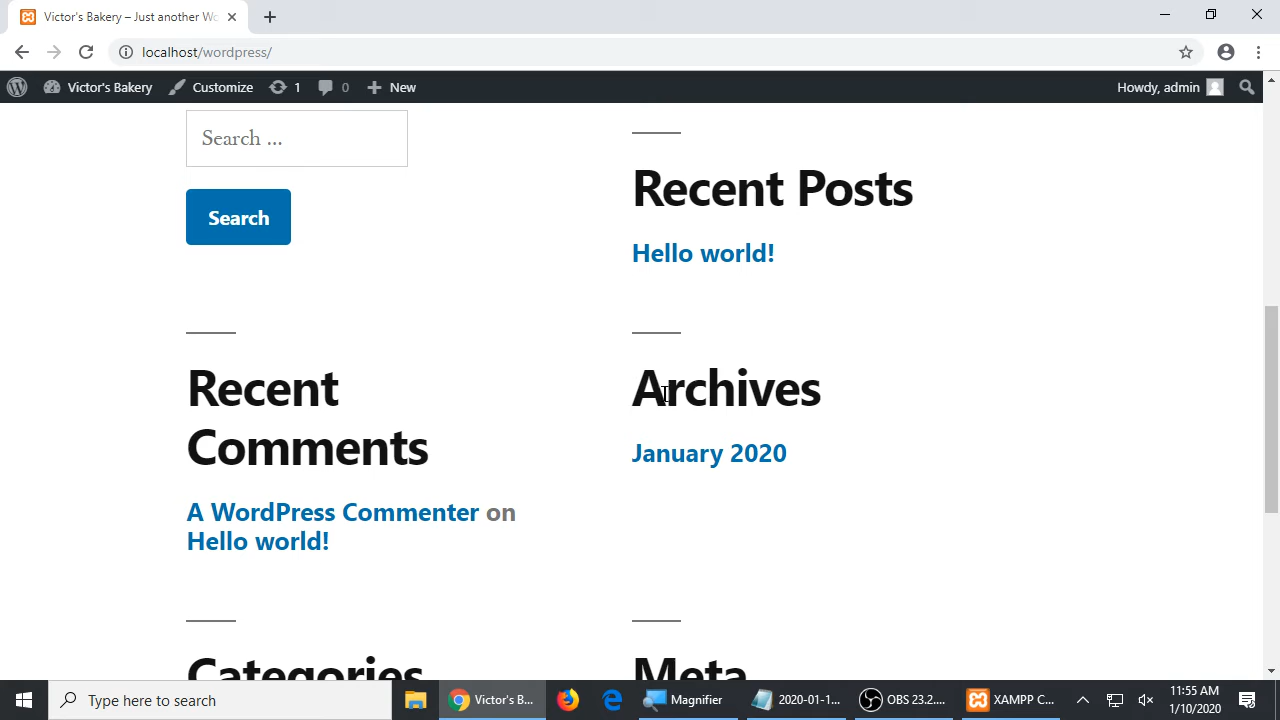 Victor's Bakery – Just another Wo
localhost/wordpress/
Victor's Bakery
Customize
1
0
New
Howdy, admin
Search …
Search
Recent Posts
Hello world!
Recent
Comments
A WordPress Commenter on
Hello world!
Archives
January 2020
Categories
Meta
Type here to search
Victor's B...
Magnifier
2020-01-1...
OBS 23.2....
XAMPP C...
11:55 AM
1/10/2020